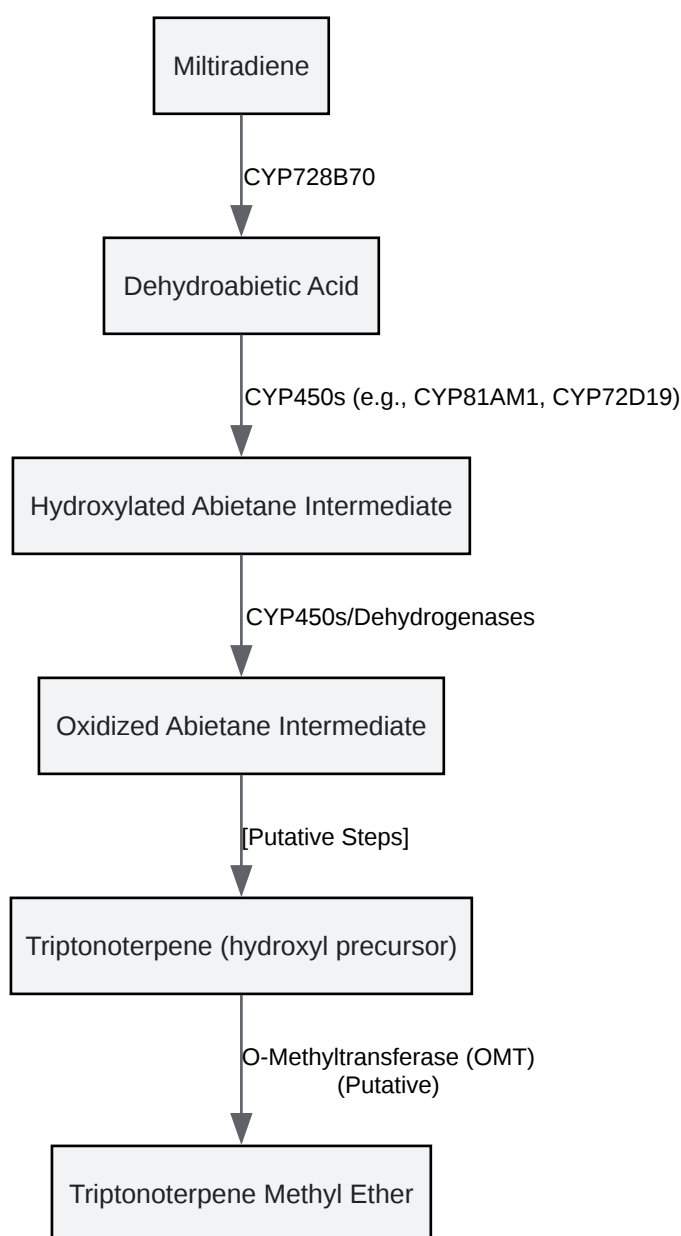 Miltiradiene
CYP728B70
Dehydroabietic Acid
CYP450s (e.g., CYP81AM1, CYP72D19)
Hydroxylated Abietane Intermediate
CYP450s/Dehydrogenases
Oxidized Abietane Intermediate
[Putative Steps]
Triptonoterpene (hydroxyl precursor)
O-Methyltransferase (OMT)
(Putative)
Triptonoterpene Methyl Ether